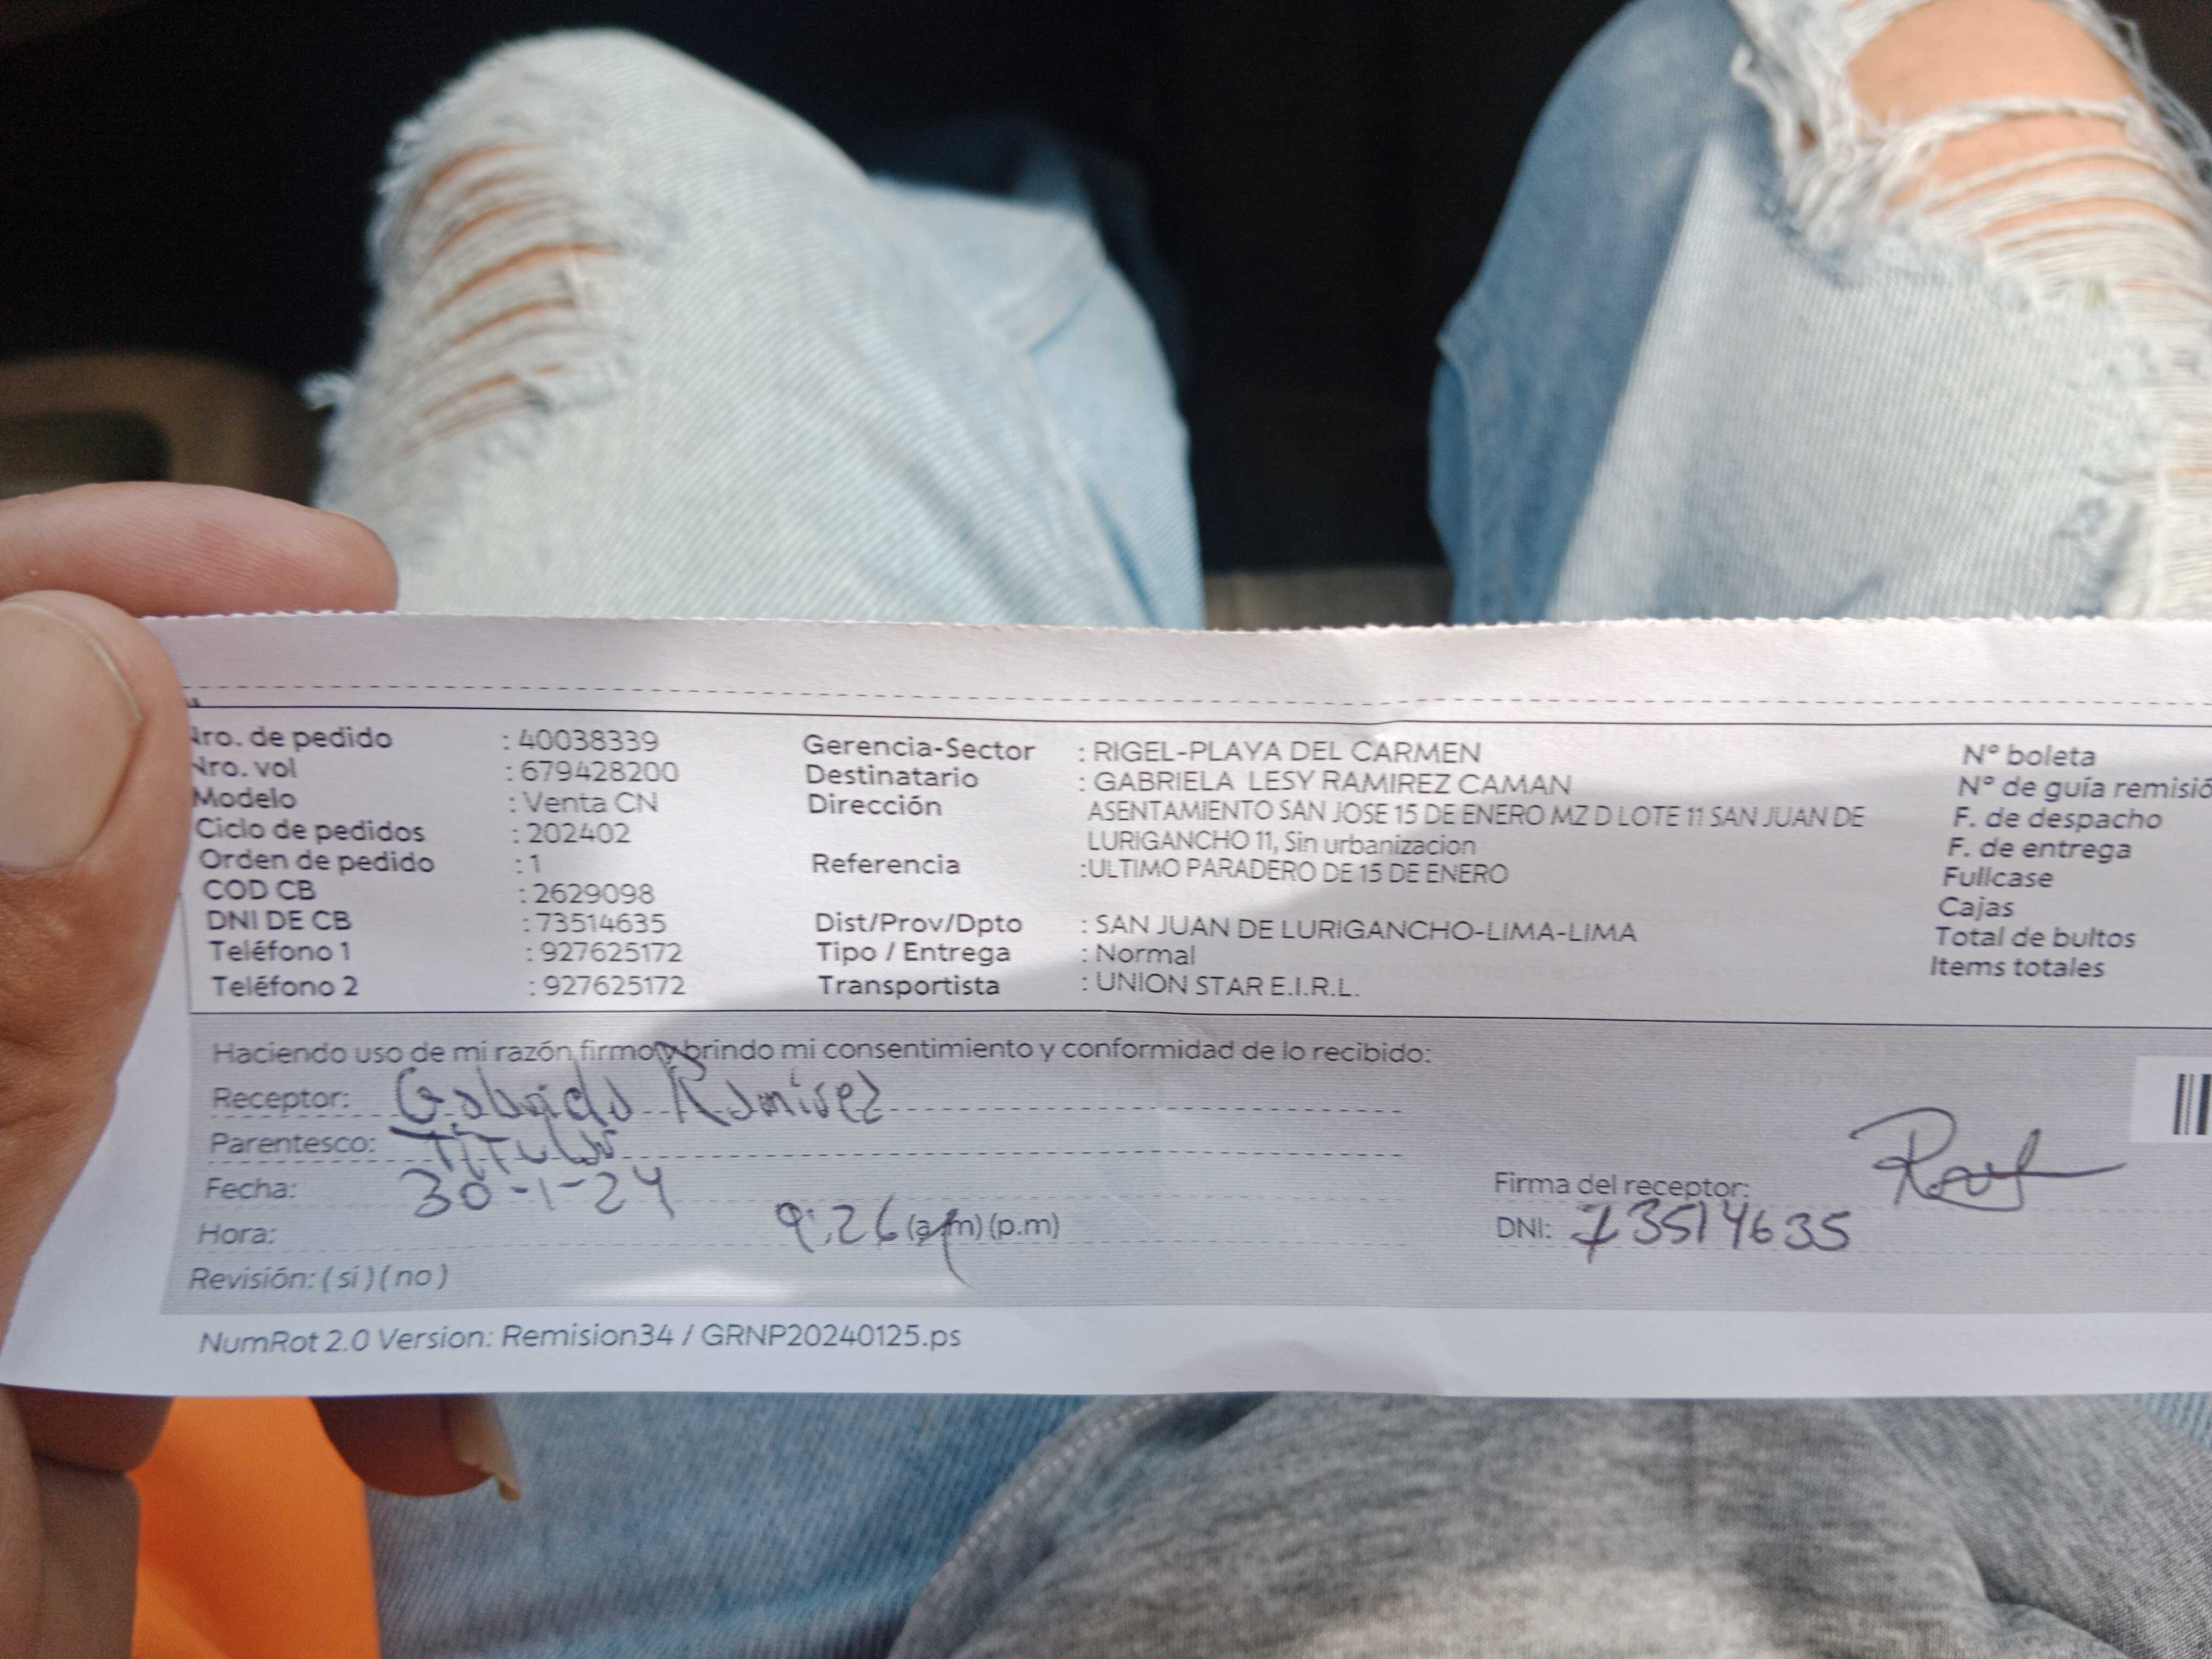 Nro. de pedido : 40038339
Nro. vol : 679428200
Modelo : Venta CN
Ciclo de pedidos : 202402
Orden de pedido : 1
COD CB : 2629098
DNI DE CB : 73514635
Teléfono 1 : 927625172
Teléfono 2 : 927625172
Gerencia-Sector : RIGEL-PLAYA DEL CARMEN
Destinatario : GABRIELA LESY RAMIREZ CAMAN
Dirección ASENTAMIENTO SAN JOSE 15 DE ENERO MZ D LOTE 11 SAN JUAN DE
LURIGANCHO 11, Sin urbanizacion
Referencia :ULTIMO PARADERO DE 15 DE ENERO
Dist/Prov/Dpto : SAN JUAN DE LURIGANCHO-LIMA-LIMA
Tipo / Entrega : Normal
Transportista : UNION STAR E.I.R.L.
N° boleta
N° de guía remisió
F. de despacho
F. de entrega
Fullcase
Cajas
Total de bultos
Items totales
Haciendo uso de mi razón firmo y brindo mi consentimiento y conformidad de lo recibido:
Receptor: Gabriela Ramirez
Parentesco: Titular
Fecha: 30-1-24
Hora: 9:26 (a.m) (p.m)
Revisión: ( si ) ( no )
Firma del receptor:
DNI: 73514635
NumRot 2.0 Version: Remision34 / GRNP20240125.ps